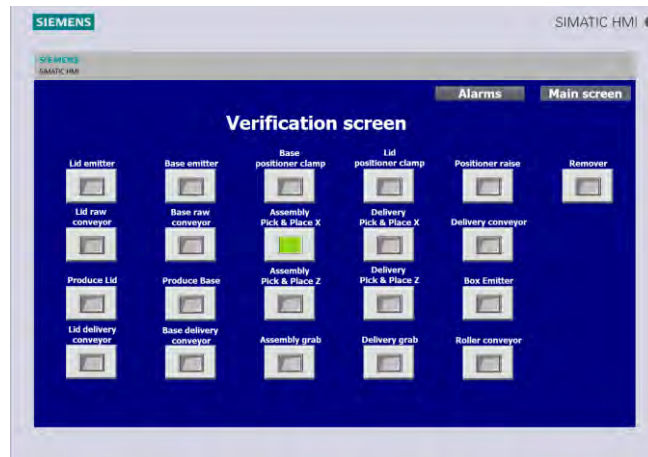 SIEMENS
SIMATIC HMI
SIEMENS
SIMATIC HMI
Alarms
Main screen
Verification screen
Lid emitter
Base emitter
Base
positioner clamp
Lid
positioner clamp
Positioner raise
Remover
Lid raw
conveyor
Base raw
conveyor
Assembly
Pick & Place X
Delivery
Pick & Place X
Delivery conveyor
Produce Lid
Produce Base
Assembly
Pick & Place Z
Delivery
Pick & Place Z
Box Emitter
Lid delivery
conveyor
Base delivery
conveyor
Assembly grab
Delivery grab
Roller conveyor